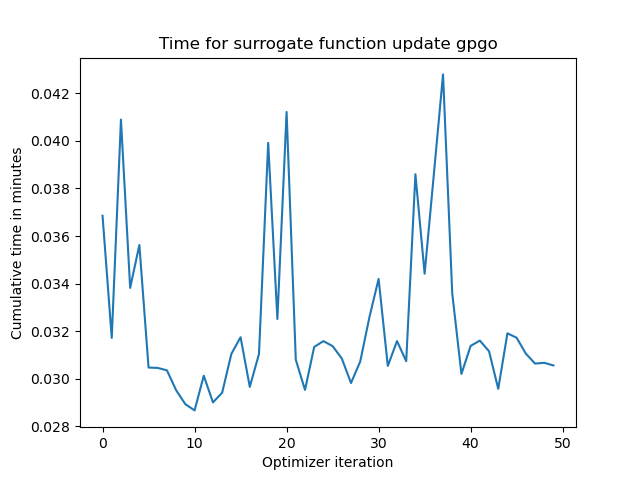 Time for surrogate function update gpgo
0.042
0.040
0.038
0.036
0.034
0.032
0.030
0.028
Cumulative time in minutes
0 10 20 30 40 50
Optimizer iteration